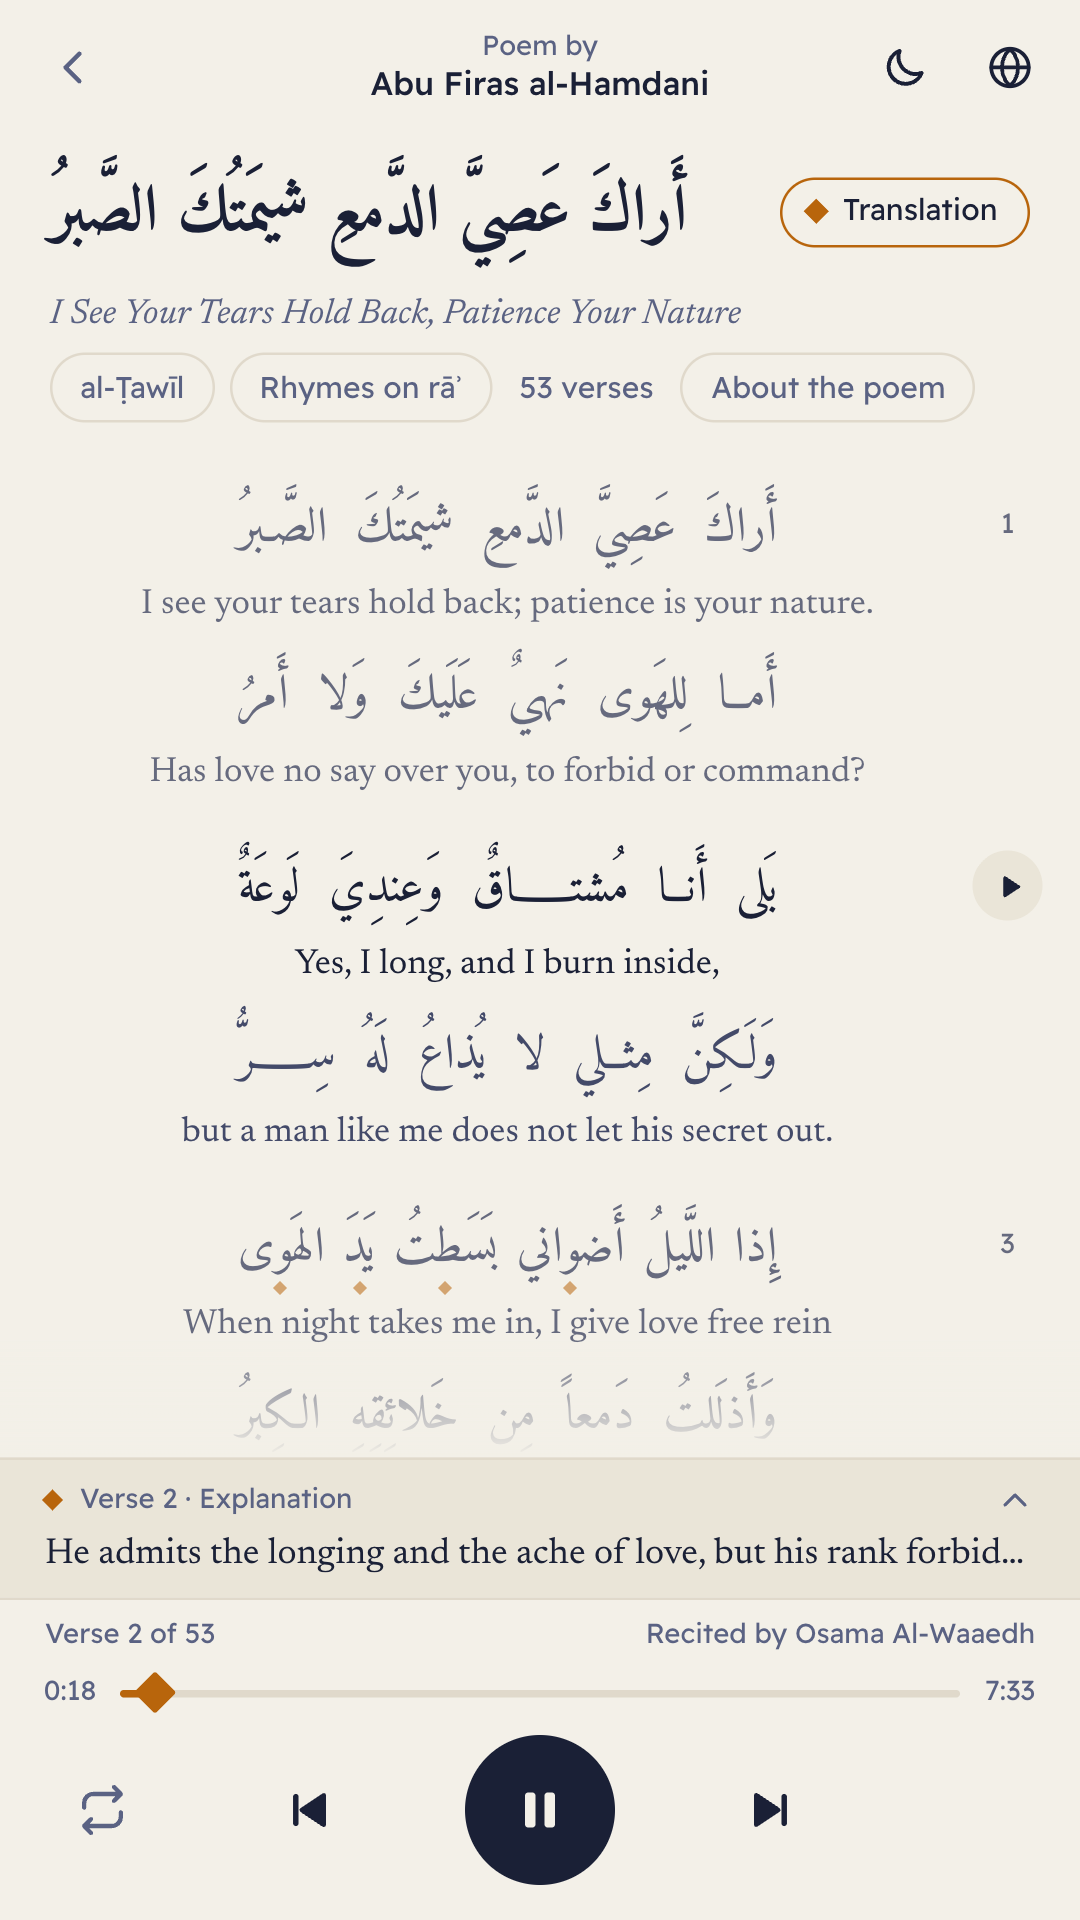 Poem by
Abu Firas al-Hamdani
أَراكَ عَصِيَّ الدَّمعِ شيمَتُكَ الصَّبرُ
Translation
I See Your Tears Hold Back, Patience Your Nature
al-Ṭawīl
Rhymes on rāʾ
53 verses
About the poem
أَراكَ عَصِيَّ الدَّمعِ شيمَتُكَ الصَّبرُ
1
I see your tears hold back; patience is your nature.
أَمـا لِلهَوى نَهيٌ عَلَيكَ وَلا أَمرُ
Has love no say over you, to forbid or command?
بَلى أَنـا مُشتـــاقٌ وَعِندِيَ لَوعَةٌ
Yes, I long, and I burn inside,
وَلَكِنَّ مِثـلي لا يُذاعُ لَهُ سِـــرُّ
but a man like me does not let his secret out.
إِذا اللَّيلُ أَضواني بَسَطتُ يَدَ الهَوى
3
When night takes me in, I give love free rein
وَأَذلَلتُ دَمعاً مِن خَلائِقِهِ الـكِبرُ
Verse 2 · Explanation
He admits the longing and the ache of love, but his rank forbid...
Verse 2 of 53
Recited by Osama Al-Waaedh
0:18
7:33